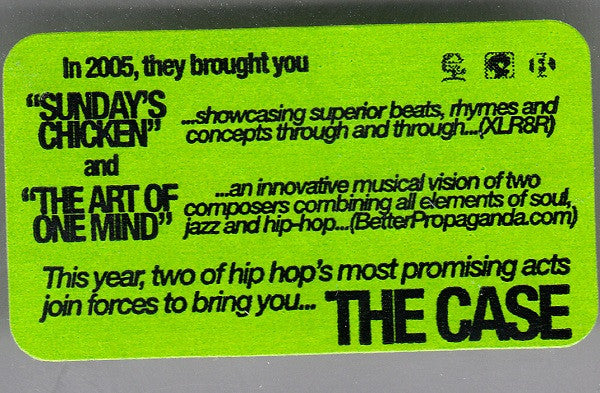 In 2005, they brought you
"SUNDAY'S
CHICKEN"
...showcasing superior beats, rhymes and
concepts through and through...(XLR8R)
and
"THE ART OF
ONE MIND"
...an innovative musical vision of two
composers combining all elements of soul,
jazz and hip-hop...(BetterPropaganda.com)
This year, two of hip hop's most promising acts
join forces to bring you... THE CASE